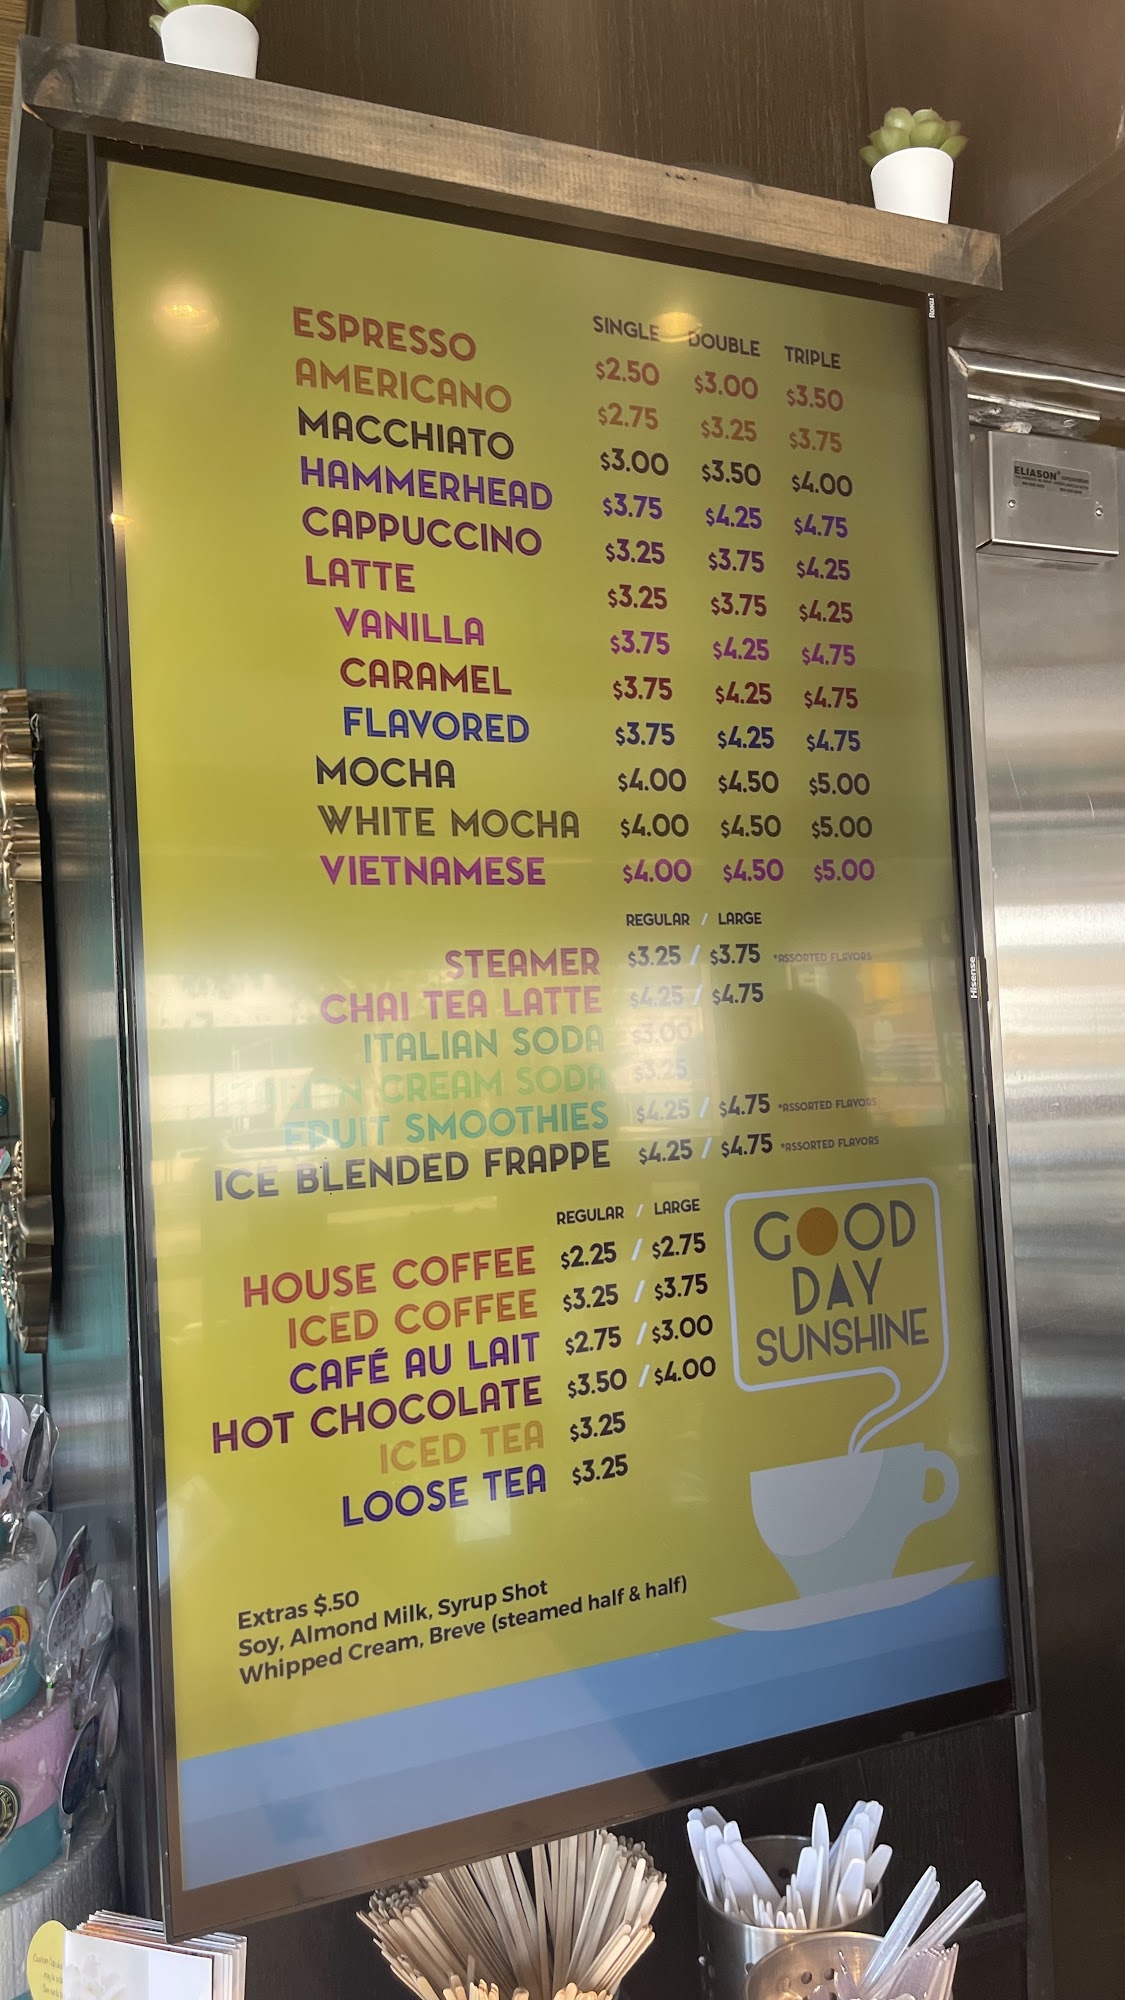 SINGLE DOUBLE TRIPLE
ESPRESSO $2.50 $3.00 $3.50
AMERICANO $2.75 $3.25 $3.75
MACCHIATO $3.00 $3.50 $4.00
HAMMERHEAD $3.75 $4.25 $4.75
CAPPUCCINO $3.25 $3.75 $4.25
LATTE $3.25 $3.75 $4.25
VANILLA $3.75 $4.25 $4.75
CARAMEL $3.75 $4.25 $4.75
FLAVORED $3.75 $4.25 $4.75
MOCHA $4.00 $4.50 $5.00
WHITE MOCHA $4.00 $4.50 $5.00
VIETNAMESE $4.00 $4.50 $5.00
REGULAR / LARGE
STEAMER $3.25 / $3.75 *ASSORTED FLAVORS
CHAI TEA LATTE $4.25 / $4.75
ITALIAN SODA $3.00
CREAM SODA $3.25
FRUIT SMOOTHIES $4.25 / $4.75 *ASSORTED FLAVORS
ICE BLENDED FRAPPE $4.25 / $4.75 *ASSORTED FLAVORS
REGULAR / LARGE
HOUSE COFFEE $2.25 / $2.75
ICED COFFEE $3.25 / $3.75
CAFÉ AU LAIT $2.75 / $3.00
HOT CHOCOLATE $3.50 / $4.00
ICED TEA $3.25
LOOSE TEA $3.25
GOOD
DAY
SUNSHINE
Extras $.50
Soy, Almond Milk, Syrup Shot
Whipped Cream, Breve (steamed half & half)
Hisense
Roku
ELIASON